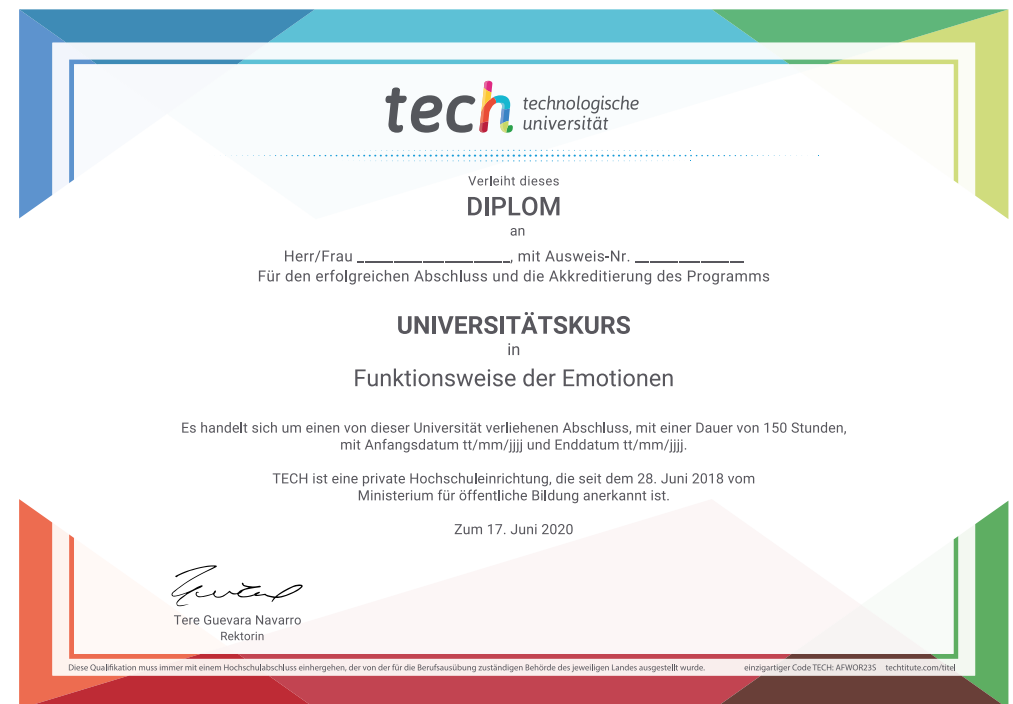 tech technologische
universität
Verleiht dieses
DIPLOM
an
Herr/Frau _____________________, mit Ausweis-Nr. _______________
Für den erfolgreichen Abschluss und die Akkreditierung des Programms
UNIVERSITÄTSKURS
in
Funktionsweise der Emotionen
Es handelt sich um einen von dieser Universität verliehenen Abschluss, mit einer Dauer von 150 Stunden,
mit Anfangsdatum tt/mm/jjjj und Enddatum tt/mm/jjjj.
TECH ist eine private Hochschuleinrichtung, die seit dem 28. Juni 2018 vom
Ministerium für öffentliche Bildung anerkannt ist.
Zum 17. Juni 2020
Tere Guevara Navarro
Rektorin
Diese Qualifikation muss immer mit einem Hochschulabschluss einhergehen, der von der für die Berufsausübung zuständigen Behörde des jeweiligen Landes ausgestellt wurde. einzigartiger Code TECH: AFWOR23S techtitute.com/titel